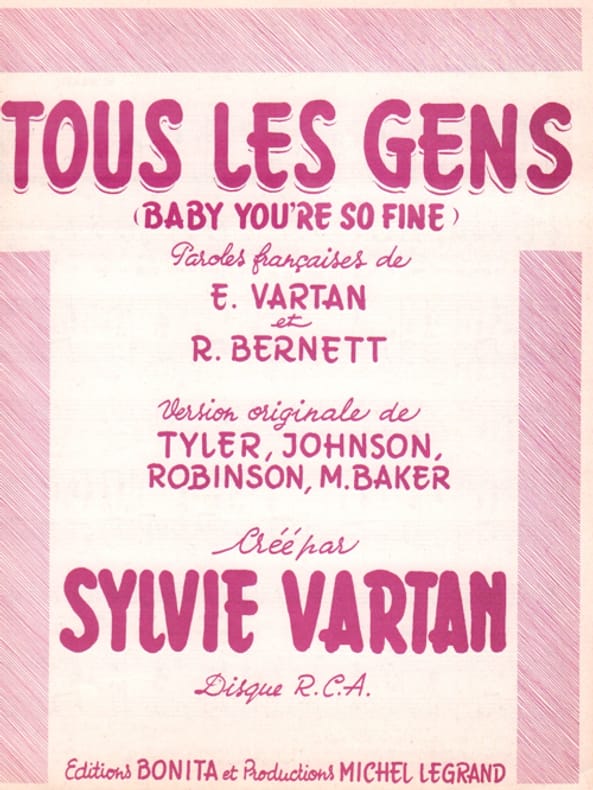 TOUS LES GENS
(BABY YOU'RE SO FINE)
Paroles françaises de
E. VARTAN
et
R. BERNETT
Version originale de
TYLER, JOHNSON,
ROBINSON, M. BAKER
Créé par
SYLVIE VARTAN
Disque R.C.A.
Editions BONITA et Productions MICHEL LEGRAND